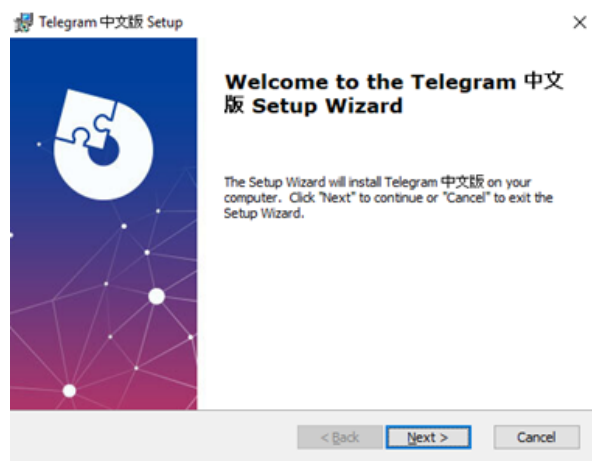 Telegram 中文版 Setup
Welcome to the Telegram 中文
版 Setup Wizard
The Setup Wizard will install Telegram 中文版 on your
computer. Click "Next" to continue or "Cancel" to exit the
Setup Wizard.
< Back Next > Cancel